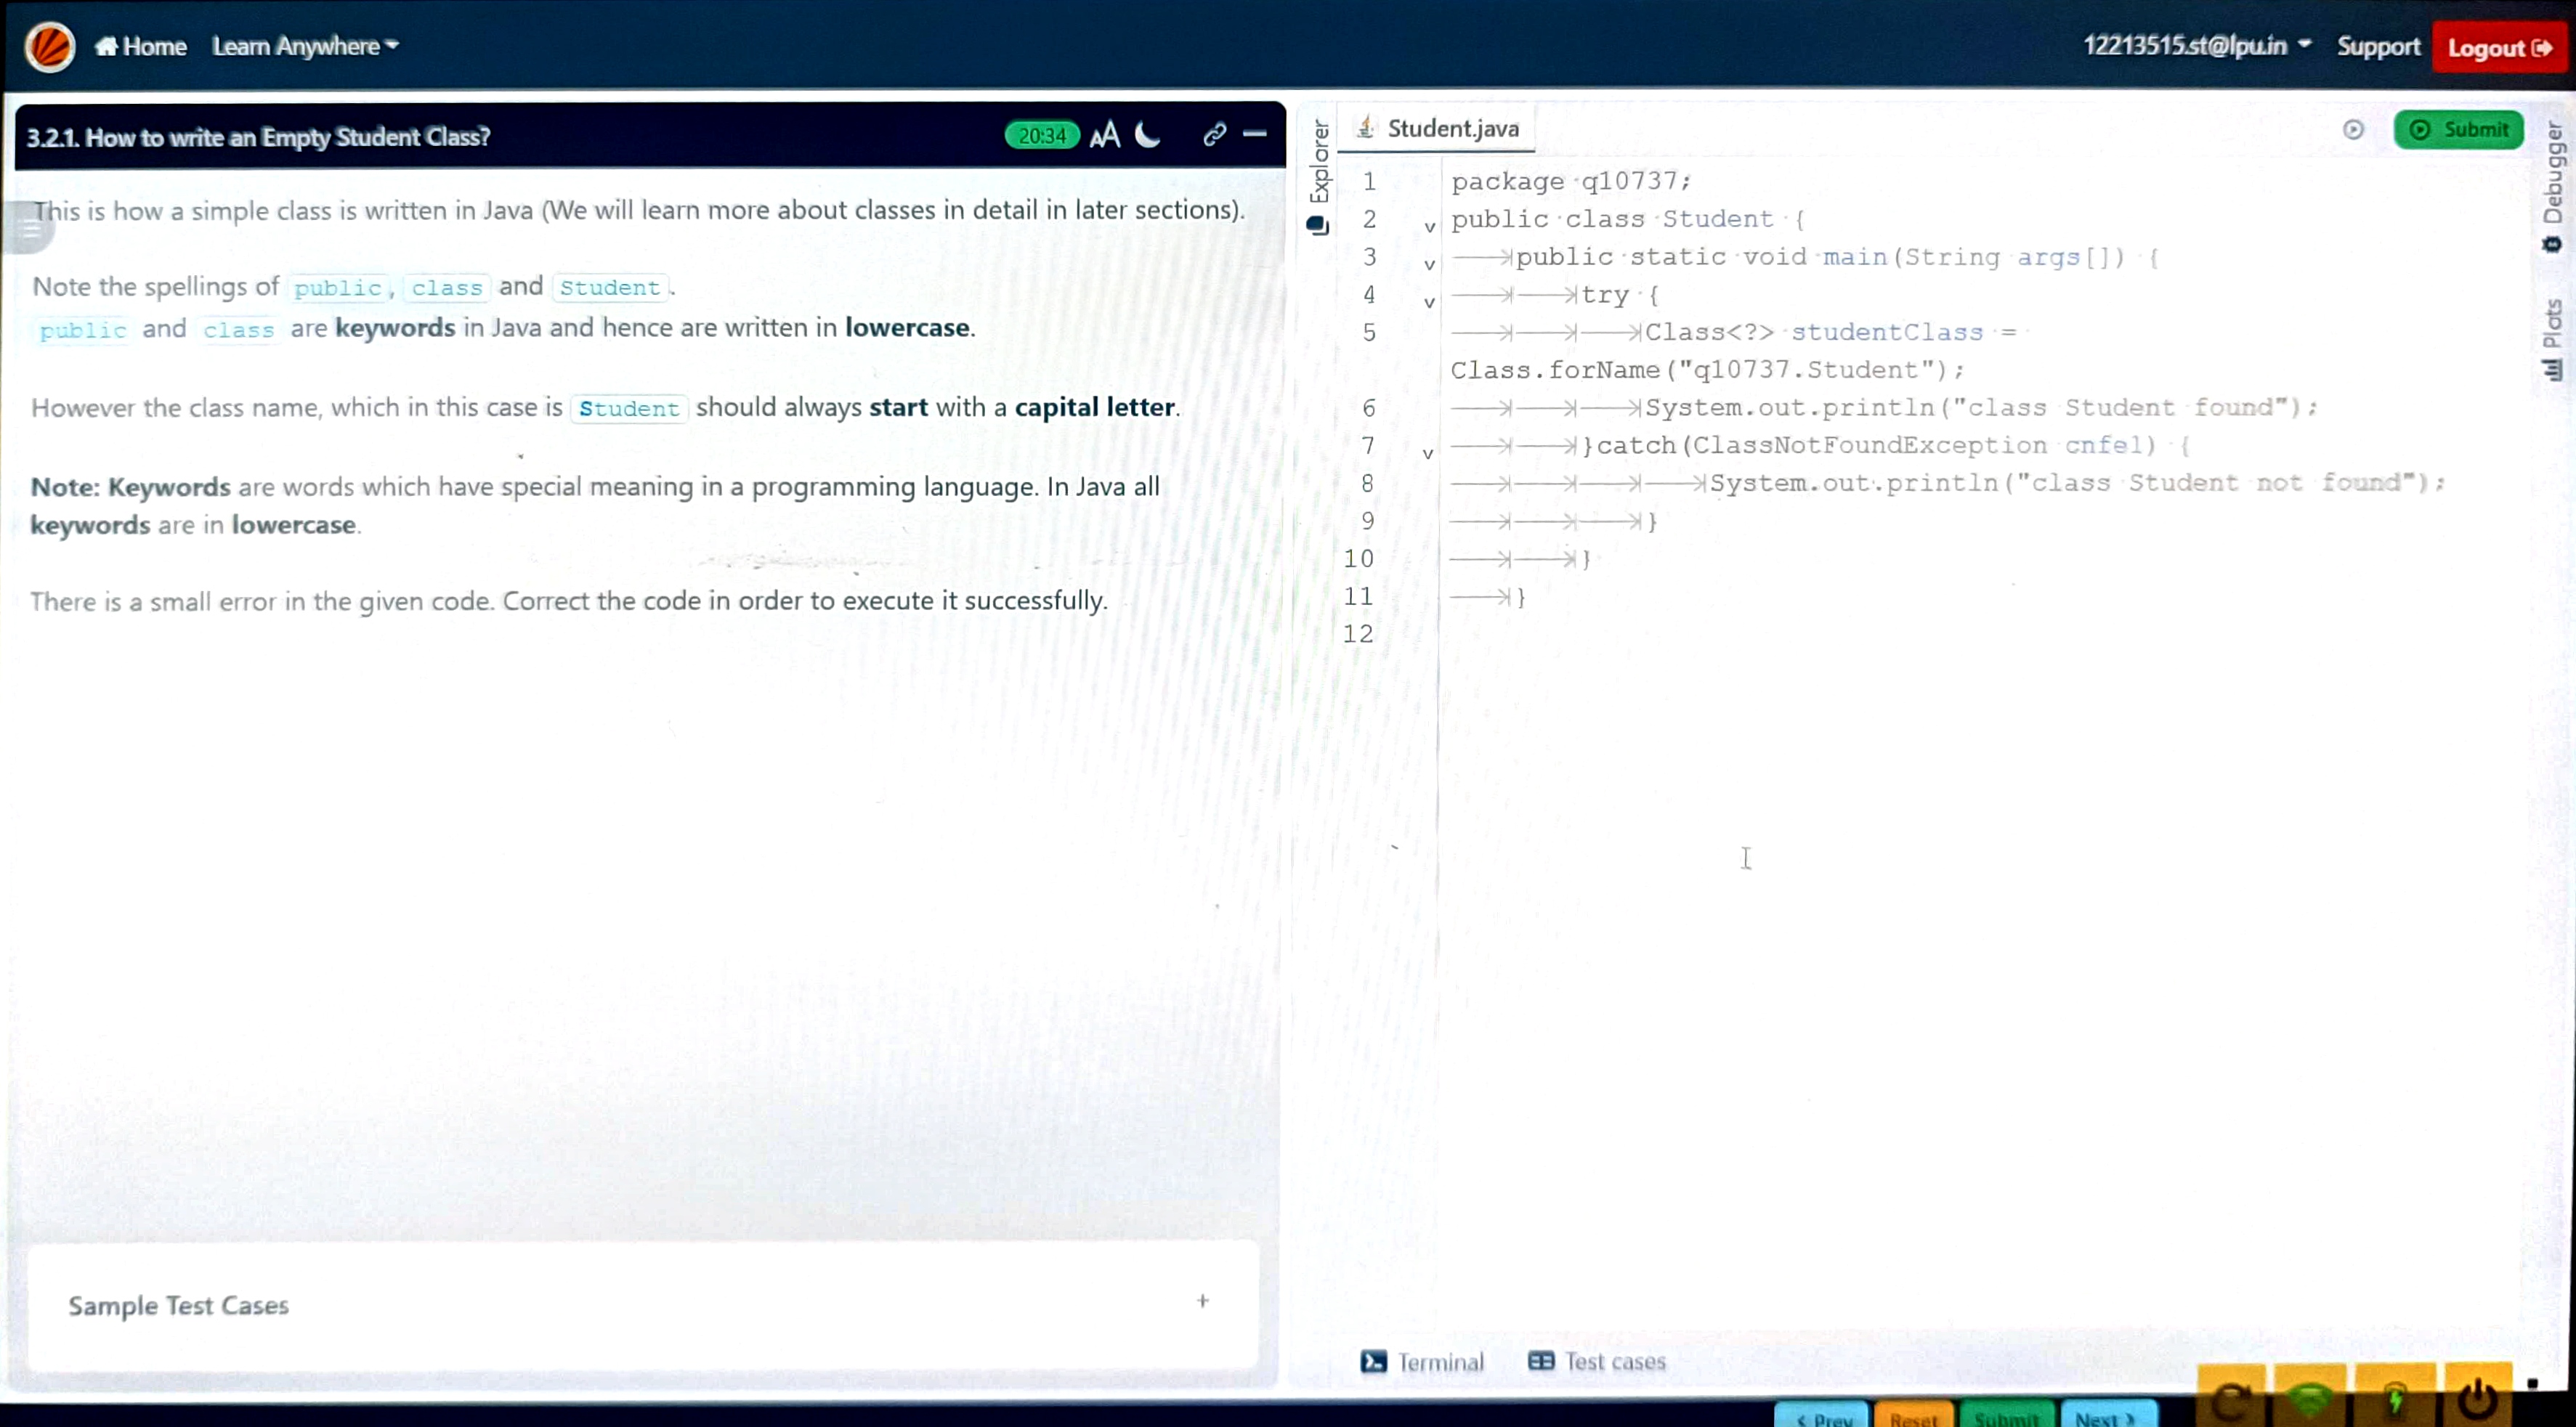 Home Learn Anywhere 12213515.st@lpu.in Support Logout
3.2.1. How to write an Empty Student Class? 20:34 AA
This is how a simple class is written in Java (We will learn more about classes in detail in later sections).
Note the spellings of public, class and Student.
public and class are keywords in Java and hence are written in lowercase.
However the class name, which in this case is Student should always start with a capital letter.
Note: Keywords are words which have special meaning in a programming language. In Java all
keywords are in lowercase.
There is a small error in the given code. Correct the code in order to execute it successfully.
Sample Test Cases +
Explorer
Student.java
Submit
Debugger
Plots
1 package q10737;
2 public class Student {
3 public static void main(String args[]) {
4 try {
5 Class<?> studentClass =
Class.forName("q10737.Student");
6 System.out.println("class Student found");
7 }catch(ClassNotFoundException cnfe1) {
8 System.out.println("class Student not found");
9 }
10 }
11 }
12
Terminal Test cases
< Prev Reset Submit Next >